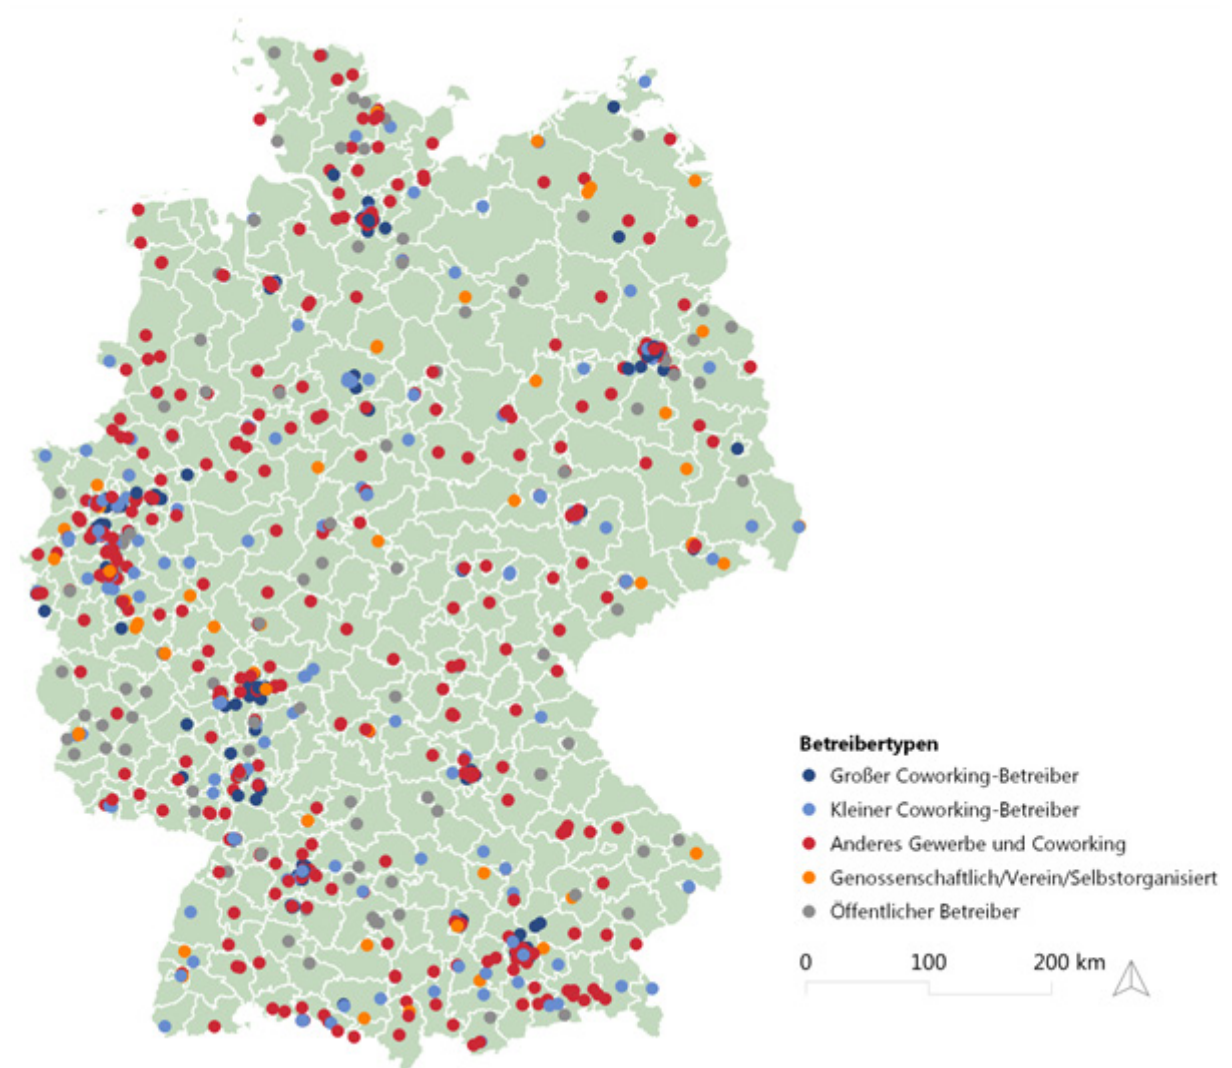 Betreibertypen
Großer Coworking-Betreiber
Kleiner Coworking-Betreiber
Anderes Gewerbe und Coworking
Genossenschaftlich/Verein/Selbstorganisiert
Öffentlicher Betreiber
0 100 200 km